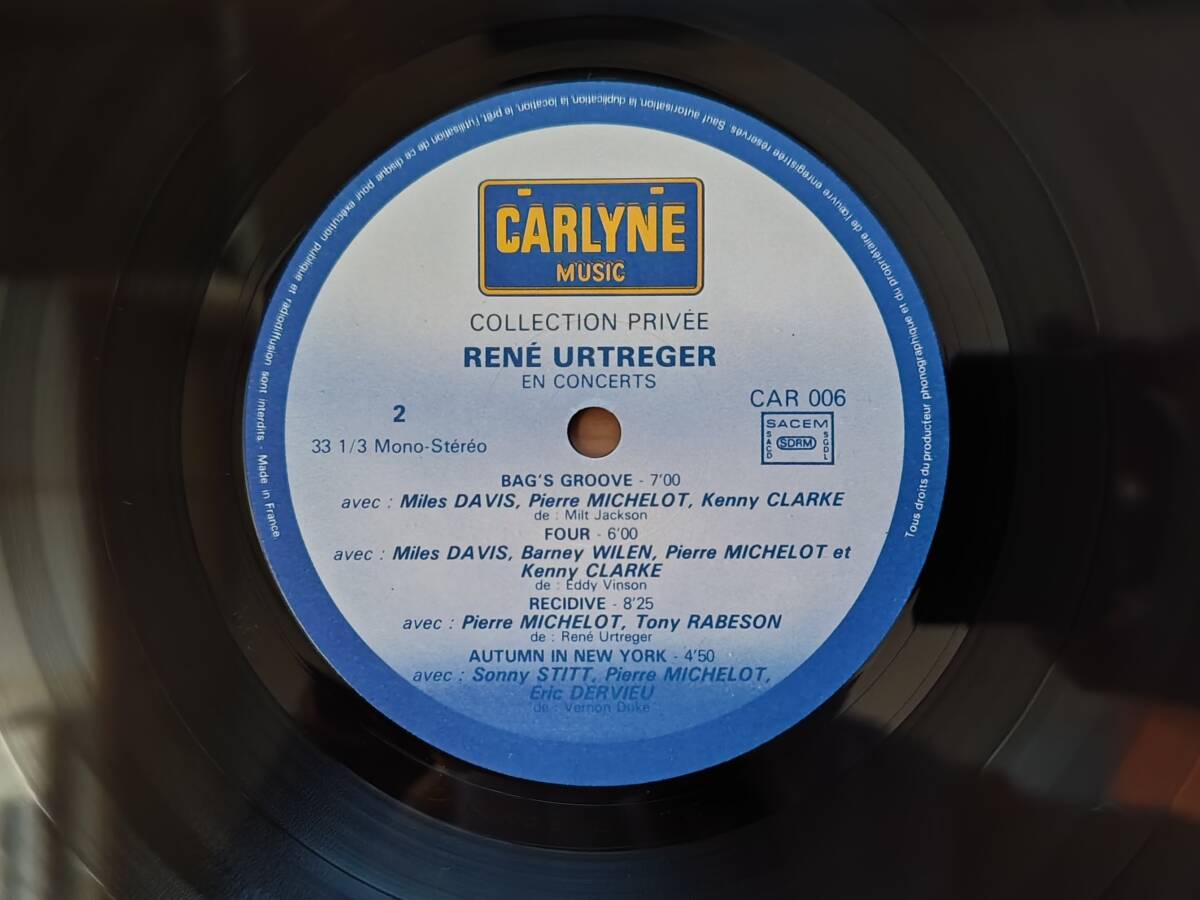 CARLYNE
MUSIC
COLLECTION PRIVÉE
RENÉ URTREGER
EN CONCERTS
2
33 1/3 Mono-Stéréo
CAR 006
SACEM
SACD
SDRM
SGDL
BAG'S GROOVE - 7'00
avec : Miles DAVIS, Pierre MICHELOT, Kenny CLARKE
de : Milt Jackson
FOUR - 6'00
avec : Miles DAVIS, Barney WILEN, Pierre MICHELOT et
Kenny CLARKE
de : Eddy Vinson
RECIDIVE - 8'25
avec : Pierre MICHELOT, Tony RABESON
de : René Urtreger
AUTUMN IN NEW YORK - 4'50
avec : Sonny STITT, Pierre MICHELOT,
Eric DERVIEU
de : Vernon Duke
Tous droits du producteur phonographique et du propriétaire de l'œuvre enregistrée réservés. Sauf autorisation, la duplication, la location, le prêt, l'utilisation de ce disque pour exécution publique et radiodiffusion sont interdits. - Made in France.